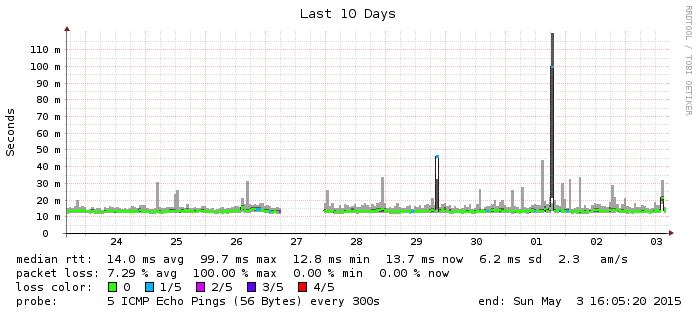 Last 10 Days
RRDTOOL / TOBI OETIKER
Seconds
110 m
100 m
90 m
80 m
70 m
60 m
50 m
40 m
30 m
20 m
10 m
0
24 25 26 27 28 29 30 01 02 03
median rtt: 14.0 ms avg 99.7 ms max 12.8 ms min 13.7 ms now 6.2 ms sd 2.3 am/s
packet loss: 7.29 % avg 100.00 % max 0.00 % min 0.00 % now
loss color: 0 1/5 2/5 3/5 4/5
probe: 5 ICMP Echo Pings (56 Bytes) every 300s end: Sun May 3 16:05:20 2015